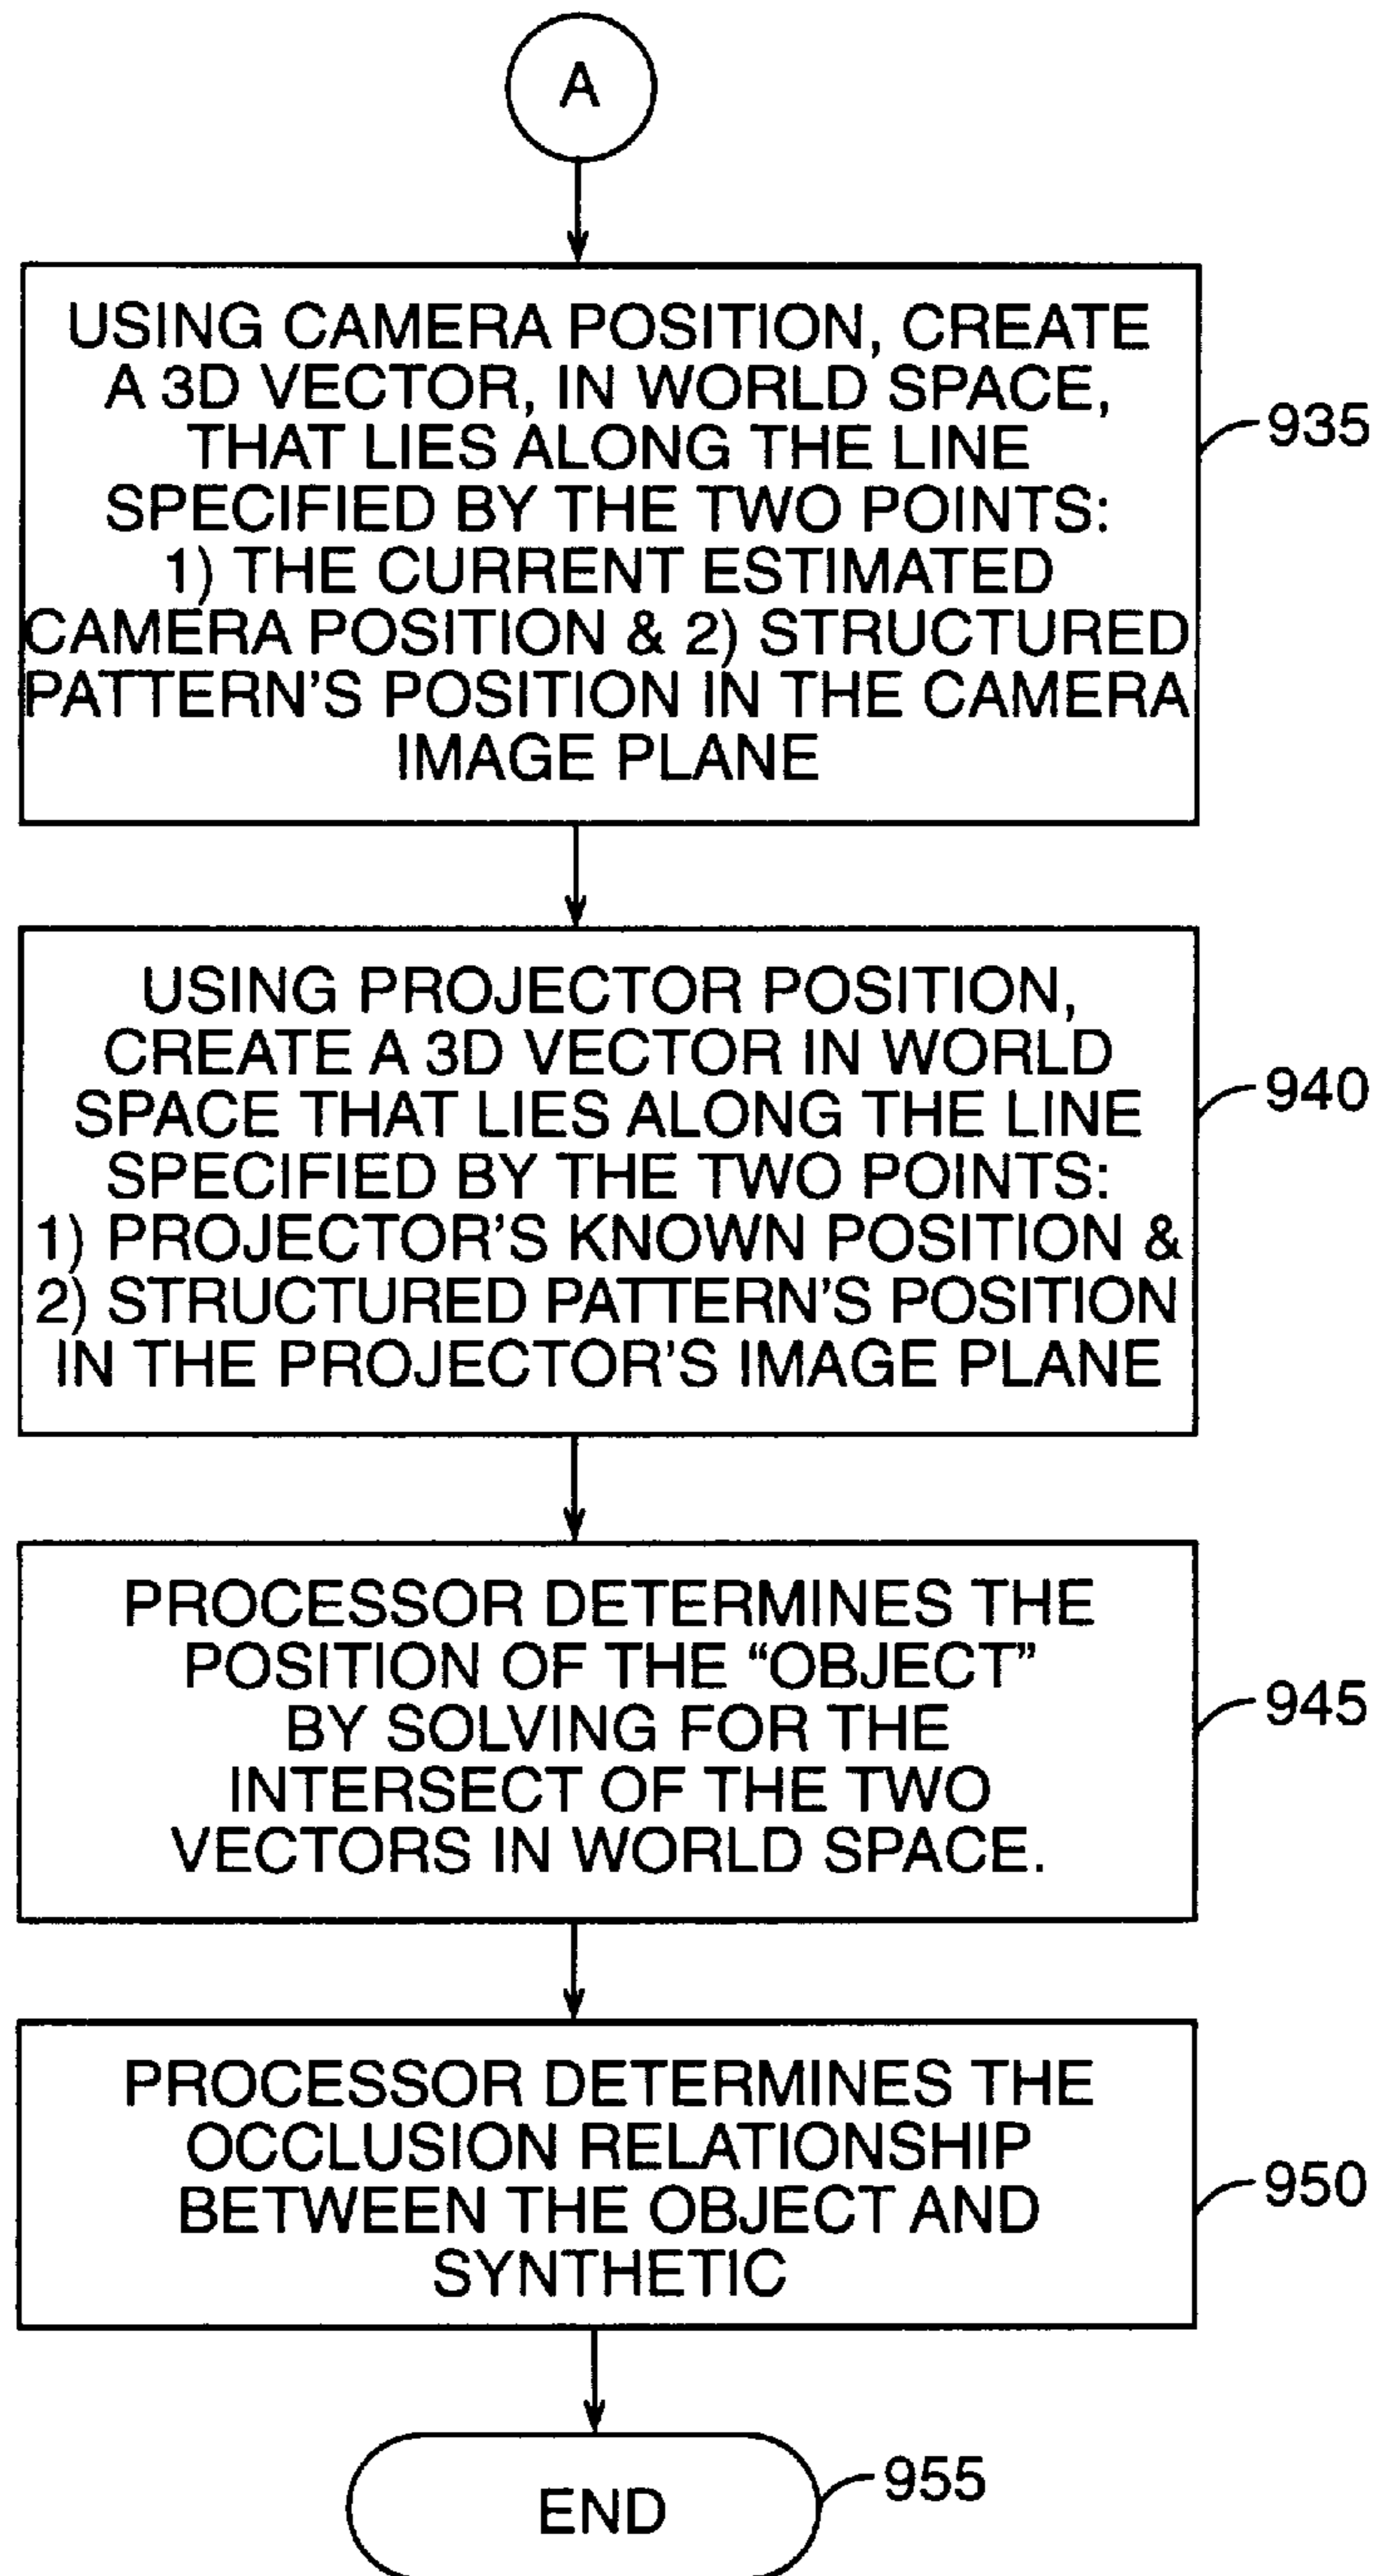 A
USING CAMERA POSITION, CREATE
A 3D VECTOR, IN WORLD SPACE,
THAT LIES ALONG THE LINE
SPECIFIED BY THE TWO POINTS:
1) THE CURRENT ESTIMATED
CAMERA POSITION & 2) STRUCTURED
PATTERN'S POSITION IN THE CAMERA
IMAGE PLANE
935
USING PROJECTOR POSITION,
CREATE A 3D VECTOR IN WORLD
SPACE THAT LIES ALONG THE LINE
SPECIFIED BY THE TWO POINTS:
1) PROJECTOR'S KNOWN POSITION &
2) STRUCTURED PATTERN'S POSITION
IN THE PROJECTOR'S IMAGE PLANE
940
PROCESSOR DETERMINES THE
POSITION OF THE “OBJECT”
BY SOLVING FOR THE
INTERSECT OF THE TWO
VECTORS IN WORLD SPACE.
945
PROCESSOR DETERMINES THE
OCCLUSION RELATIONSHIP
BETWEEN THE OBJECT AND
SYNTHETIC
950
END
955